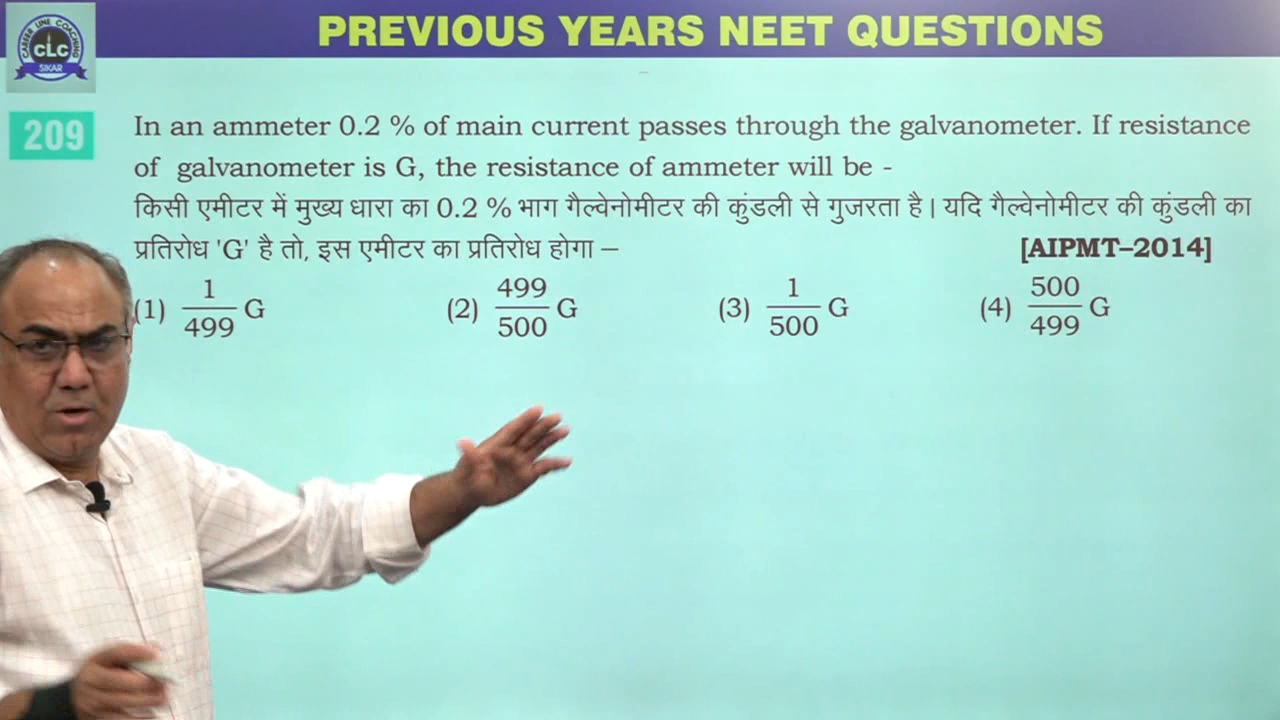 PREVIOUS YEARS NEET QUESTIONS
CAREER LINE COACHING
CLC
SIKAR
209
In an ammeter 0.2 % of main current passes through the galvanometer. If resistance
of galvanometer is G, the resistance of ammeter will be -
किसी एमीटर में मुख्य धारा का 0.2 % भाग गैल्वेनोमीटर की कुंडली से गुजरता है। यदि गैल्वेनोमीटर की कुंडली का
प्रतिरोध 'G' है तो, इस एमीटर का प्रतिरोध होगा – [AIPMT–2014]
(1) 1/499 G (2) 499/500 G (3) 1/500 G (4) 500/499 G